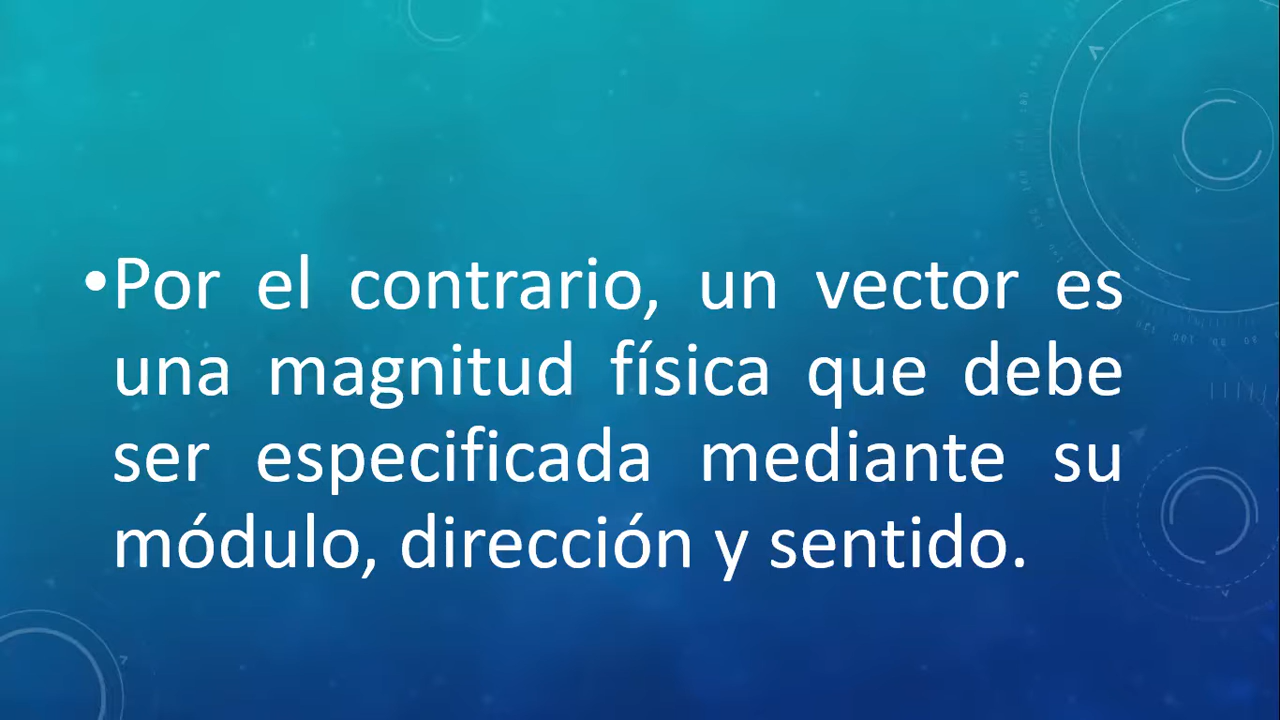 •Por el contrario, un vector es
una magnitud física que debe
ser especificada mediante su
módulo, dirección y sentido.